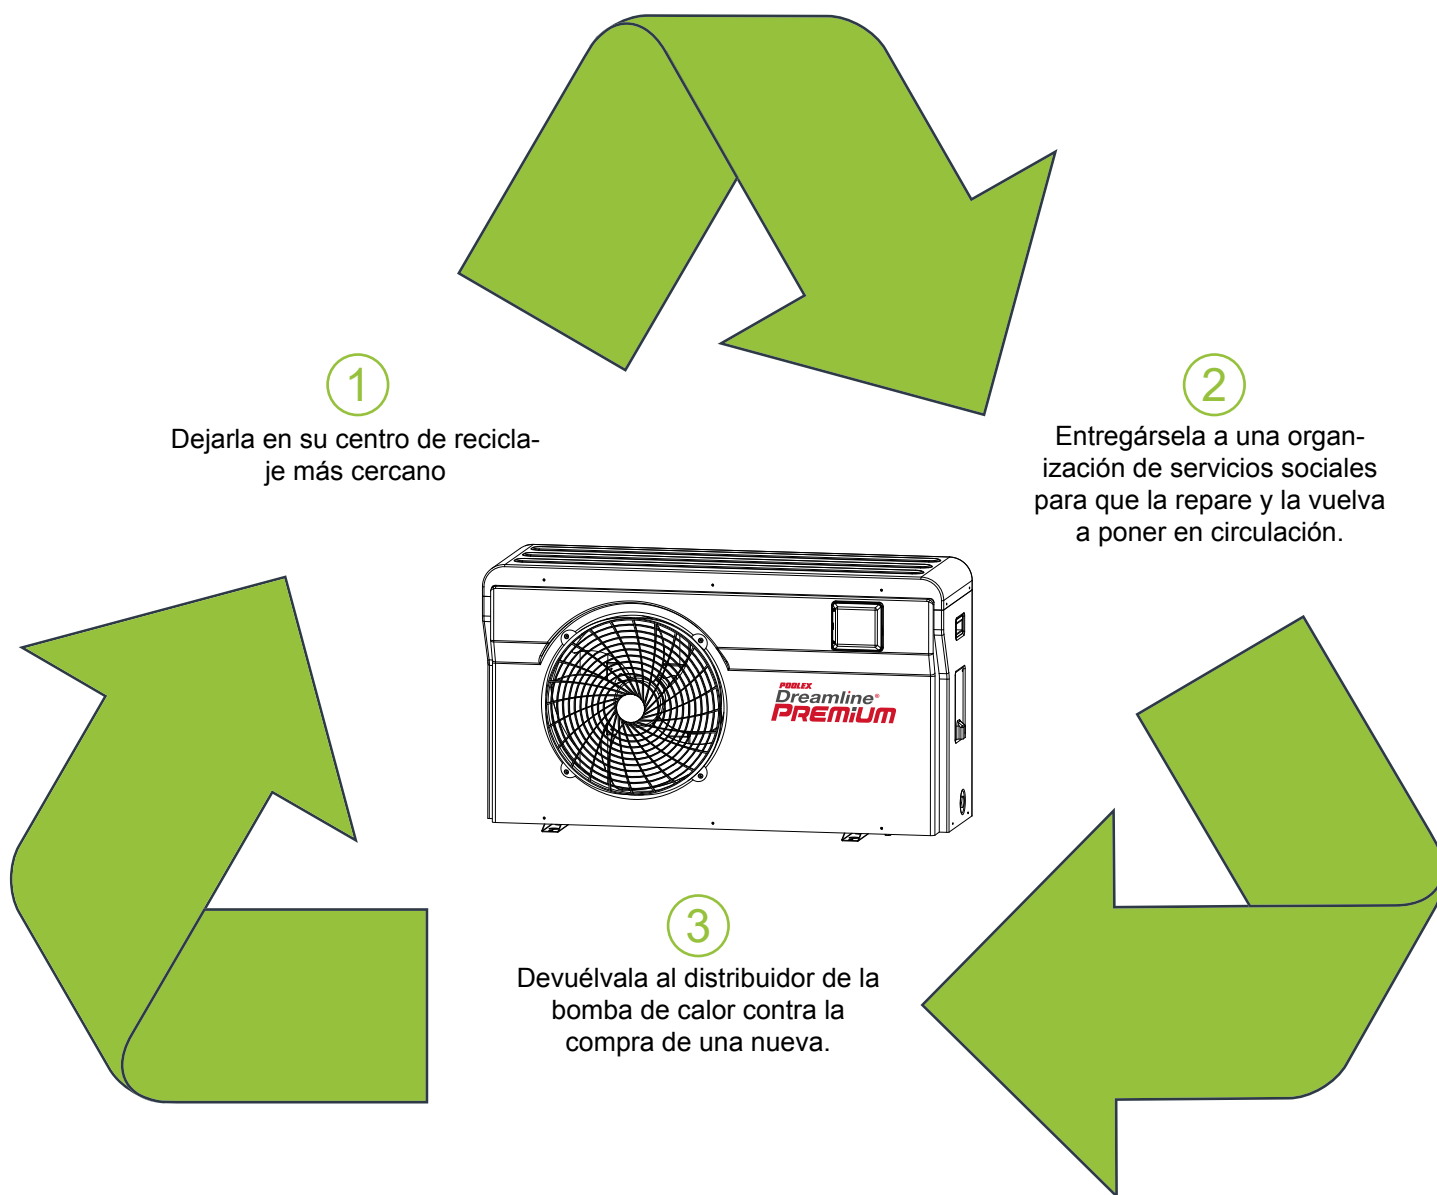 1
Dejarla en su centro de recicla-
je más cercano
2
Entregársela a una organ-
ización de servicios sociales
para que la repare y la vuelva
a poner en circulación.
POOLEX
Dreamline®
PREMiUM
3
Devuélvala al distribuidor de la
bomba de calor contra la
compra de una nueva.